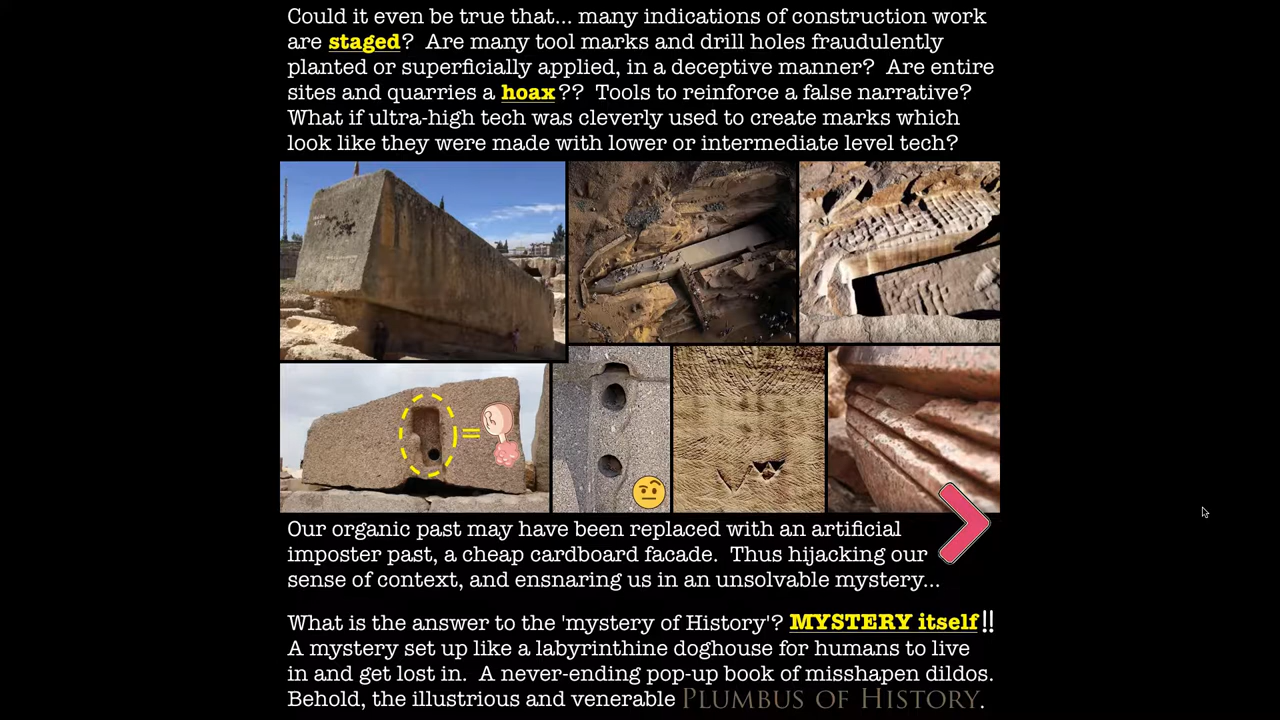 Could it even be true that... many indications of construction work
are staged?  Are many tool marks and drill holes fraudulently
planted or superficially applied, in a deceptive manner?  Are entire
sites and quarries a hoax??  Tools to reinforce a false narrative?
What if ultra-high tech was cleverly used to create marks which
look like they were made with lower or intermediate level tech?
=
Our organic past may have been replaced with an artificial
imposter past, a cheap cardboard facade.  Thus hijacking our
sense of context, and ensnaring us in an unsolvable mystery...
What is the answer to the 'mystery of History'? MYSTERY itself!!
A mystery set up like a labyrinthine doghouse for humans to live
in and get lost in.  A never-ending pop-up book of misshapen dildos.
Behold, the illustrious and venerable PLUMBUS OF HISTORY.